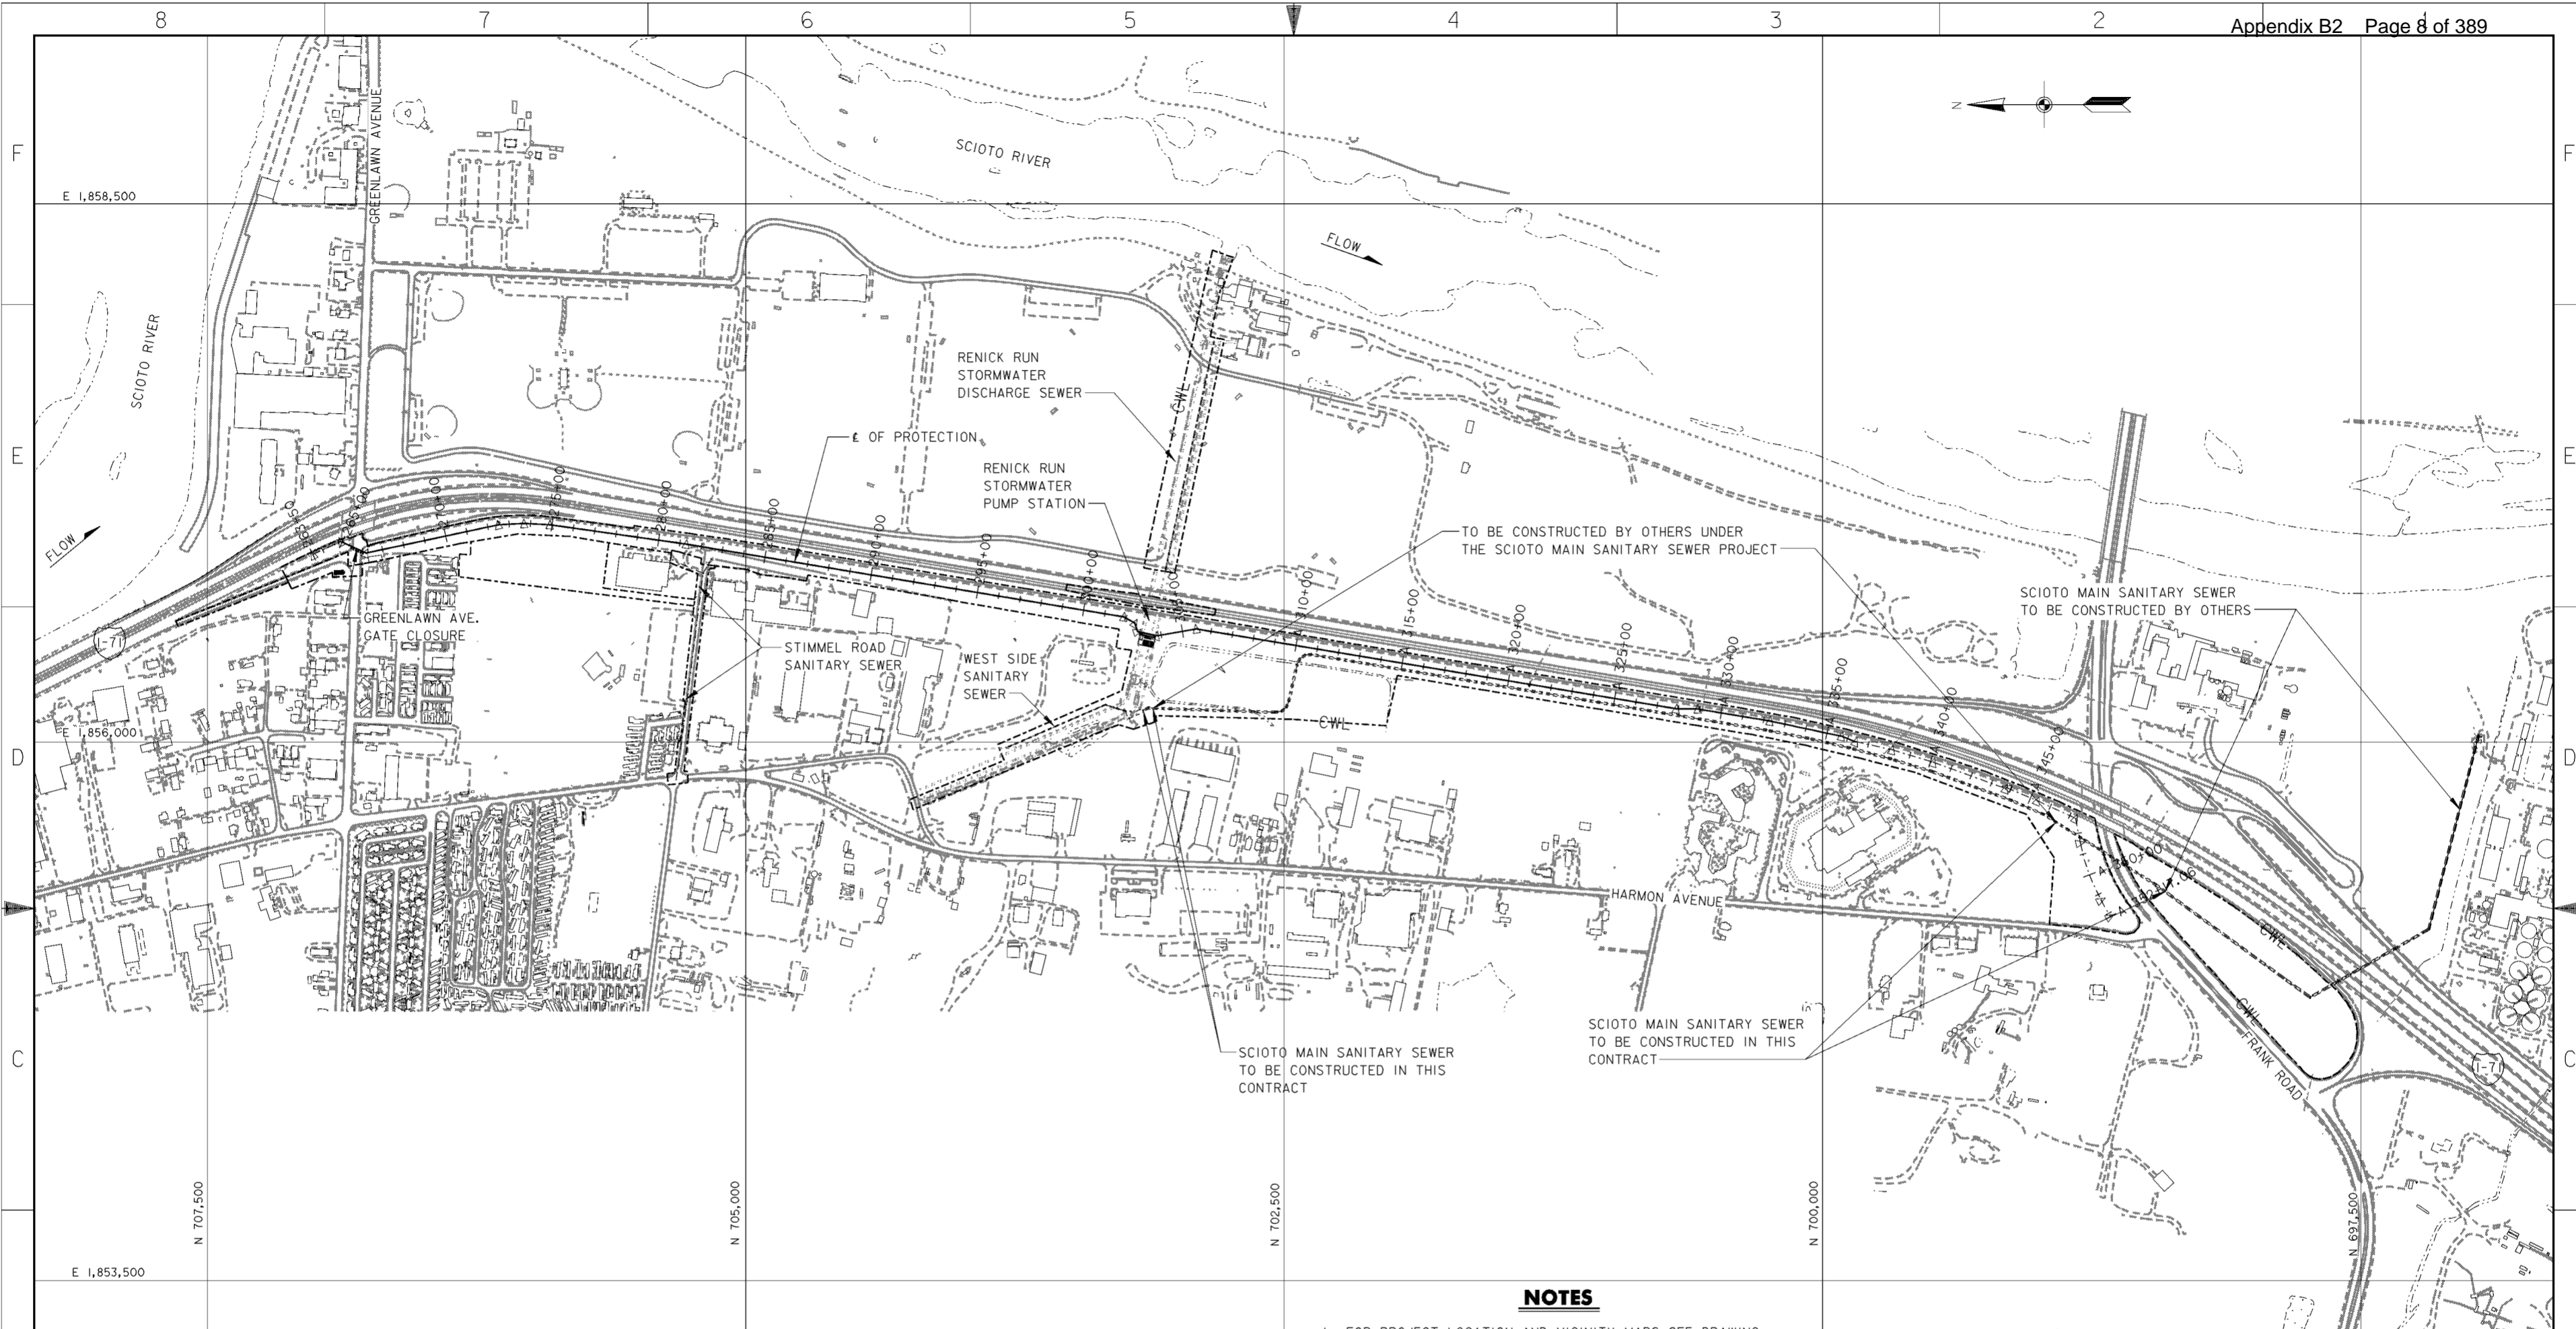 8 7 6 5 4 3 2
Appendix B2 Page 8 of 389
F
F
N
SCIOTO RIVER
E 1,858,500
GREENLAWN AVENUE
FLOW
SCIOTO RIVER
RENICK RUN
STORMWATER
DISCHARGE SEWER
CWL
E
E
℄ OF PROTECTION
RENICK RUN
STORMWATER
PUMP STATION
FLOW
265+00
270+00
275+00
280+00
285+00
290+00
295+00
300+00
305+00
310+00
315+00
320+00
325+00
330+00
335+00
340+00
TO BE CONSTRUCTED BY OTHERS UNDER
THE SCIOTO MAIN SANITARY SEWER PROJECT
SCIOTO MAIN SANITARY SEWER
TO BE CONSTRUCTED BY OTHERS
GREENLAWN AVE.
GATE CLOSURE
I-71
STIMMEL ROAD
SANITARY SEWER
WEST SIDE
SANITARY
SEWER
CWL
E 1,856,000
D
D
HARMON AVENUE
CWL
CWL
FRANK ROAD
C
C
SCIOTO MAIN SANITARY SEWER
TO BE CONSTRUCTED IN THIS
CONTRACT
SCIOTO MAIN SANITARY SEWER
TO BE CONSTRUCTED IN THIS
CONTRACT
I-71
N 707,500
N 705,000
N 702,500
N 700,000
N 697,500
E 1,853,500
NOTES